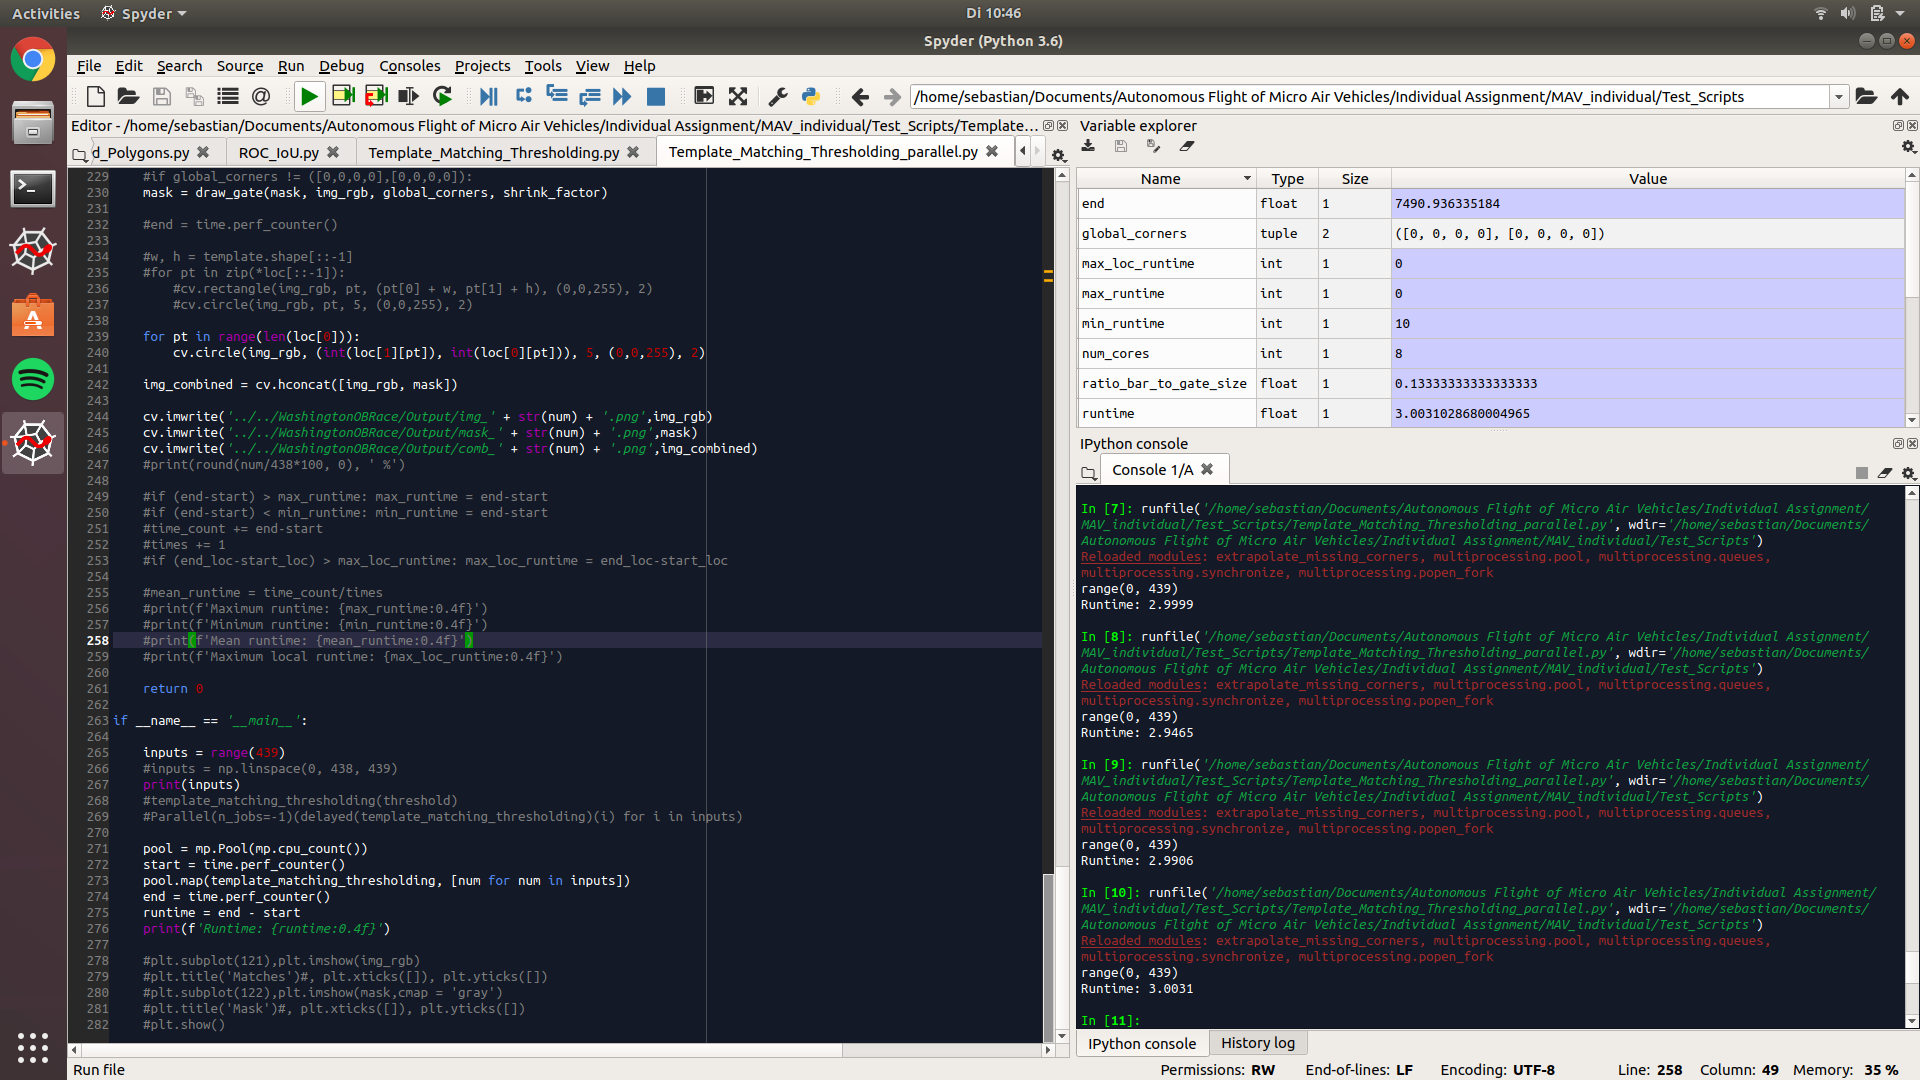 Activities
Spyder
Di 10:46
Spyder (Python 3.6)
File Edit Search Source Run Debug Consoles Projects Tools View Help
/home/sebastian/Documents/Autonomous Flight of Micro Air Vehicles/Individual Assignment/MAV_individual/Test_Scripts
Editor - /home/sebastian/Documents/Autonomous Flight of Micro Air Vehicles/Individual Assignment/MAV_individual/Test_Scripts/Template...
d_Polygons.py ROC_IoU.py Template_Matching_Thresholding.py Template_Matching_Thresholding_parallel.py
229 #if global_corners != ([0,0,0,0],[0,0,0,0]):
230 mask = draw_gate(mask, img_rgb, global_corners, shrink_factor)
231
232 #end = time.perf_counter()
233
234 #w, h = template.shape[::-1]
235 #for pt in zip(*loc[::-1]):
236 #cv.rectangle(img_rgb, pt, (pt[0] + w, pt[1] + h), (0,0,255), 2)
237 #cv.circle(img_rgb, pt, 5, (0,0,255), 2)
238
239 for pt in range(len(loc[0])):
240 cv.circle(img_rgb, (int(loc[1][pt]), int(loc[0][pt])), 5, (0,0,255), 2)
241
242 img_combined = cv.hconcat([img_rgb, mask])
243
244 cv.imwrite('../../WashingtonOBRace/Output/img_' + str(num) + '.png',img_rgb)
245 cv.imwrite('../../WashingtonOBRace/Output/mask_' + str(num) + '.png',mask)
246 cv.imwrite('../../WashingtonOBRace/Output/comb_' + str(num) + '.png',img_combined)
247 #print(round(num/438*100, 0), ' %')
248
249 #if (end-start) > max_runtime: max_runtime = end-start
250 #if (end-start) < min_runtime: min_runtime = end-start
251 #time_count += end-start
252 #times += 1
253 #if (end_loc-start_loc) > max_loc_runtime: max_loc_runtime = end_loc-start_loc
254
255 #mean_runtime = time_count/times
256 #print(f'Maximum runtime: {max_runtime:0.4f}')
257 #print(f'Minimum runtime: {min_runtime:0.4f}')
258 #print(f'Mean runtime: {mean_runtime:0.4f}')
259 #print(f'Maximum local runtime: {max_loc_runtime:0.4f}')
260
261 return 0
262
263 if __name__ == '__main__':
264
265 inputs = range(439)
266 #inputs = np.linspace(0, 438, 439)
267 print(inputs)
268 #template_matching_thresholding(threshold)
269 #Parallel(n_jobs=-1)(delayed(template_matching_thresholding)(i) for i in inputs)
270
271 pool = mp.Pool(mp.cpu_count())
272 start = time.perf_counter()
273 pool.map(template_matching_thresholding, [num for num in inputs])
274 end = time.perf_counter()
275 runtime = end - start
276 print(f'Runtime: {runtime:0.4f}')
277
278 #plt.subplot(121),plt.imshow(img_rgb)
279 #plt.title('Matches')#, plt.xticks([]), plt.yticks([])
280 #plt.subplot(122),plt.imshow(mask,cmap = 'gray')
281 #plt.title('Mask')#, plt.xticks([]), plt.yticks([])
282 #plt.show()
Variable explorer
Name Type Size Value
end float 1 7490.936335184
global_corners tuple 2 ([0, 0, 0, 0], [0, 0, 0, 0])
max_loc_runtime int 1 0
max_runtime int 1 0
min_runtime int 1 10
num_cores int 1 8
ratio_bar_to_gate_size float 1 0.13333333333333333
runtime float 1 3.0031028680004965
IPython console
Console 1/A
In [7]: runfile('/home/sebastian/Documents/Autonomous Flight of Micro Air Vehicles/Individual Assignment/
MAV_individual/Test_Scripts/Template_Matching_Thresholding_parallel.py', wdir='/home/sebastian/Documents/
Autonomous Flight of Micro Air Vehicles/Individual Assignment/MAV_individual/Test_Scripts')
Reloaded modules: extrapolate_missing_corners, multiprocessing.pool, multiprocessing.queues,
multiprocessing.synchronize, multiprocessing.popen_fork
range(0, 439)
Runtime: 2.9999
In [8]: runfile('/home/sebastian/Documents/Autonomous Flight of Micro Air Vehicles/Individual Assignment/
MAV_individual/Test_Scripts/Template_Matching_Thresholding_parallel.py', wdir='/home/sebastian/Documents/
Autonomous Flight of Micro Air Vehicles/Individual Assignment/MAV_individual/Test_Scripts')
Reloaded modules: extrapolate_missing_corners, multiprocessing.pool, multiprocessing.queues,
multiprocessing.synchronize, multiprocessing.popen_fork
range(0, 439)
Runtime: 2.9465
In [9]: runfile('/home/sebastian/Documents/Autonomous Flight of Micro Air Vehicles/Individual Assignment/
MAV_individual/Test_Scripts/Template_Matching_Thresholding_parallel.py', wdir='/home/sebastian/Documents/
Autonomous Flight of Micro Air Vehicles/Individual Assignment/MAV_individual/Test_Scripts')
Reloaded modules: extrapolate_missing_corners, multiprocessing.pool, multiprocessing.queues,
multiprocessing.synchronize, multiprocessing.popen_fork
range(0, 439)
Runtime: 2.9906
In [10]: runfile('/home/sebastian/Documents/Autonomous Flight of Micro Air Vehicles/Individual Assignment/
MAV_individual/Test_Scripts/Template_Matching_Thresholding_parallel.py', wdir='/home/sebastian/Documents/
Autonomous Flight of Micro Air Vehicles/Individual Assignment/MAV_individual/Test_Scripts')
Reloaded modules: extrapolate_missing_corners, multiprocessing.pool, multiprocessing.queues,
multiprocessing.synchronize, multiprocessing.popen_fork
range(0, 439)
Runtime: 3.0031
In [11]:
IPython console History log
Run file
Permissions: RW End-of-lines: LF Encoding: UTF-8 Line: 258 Column: 49 Memory: 35 %